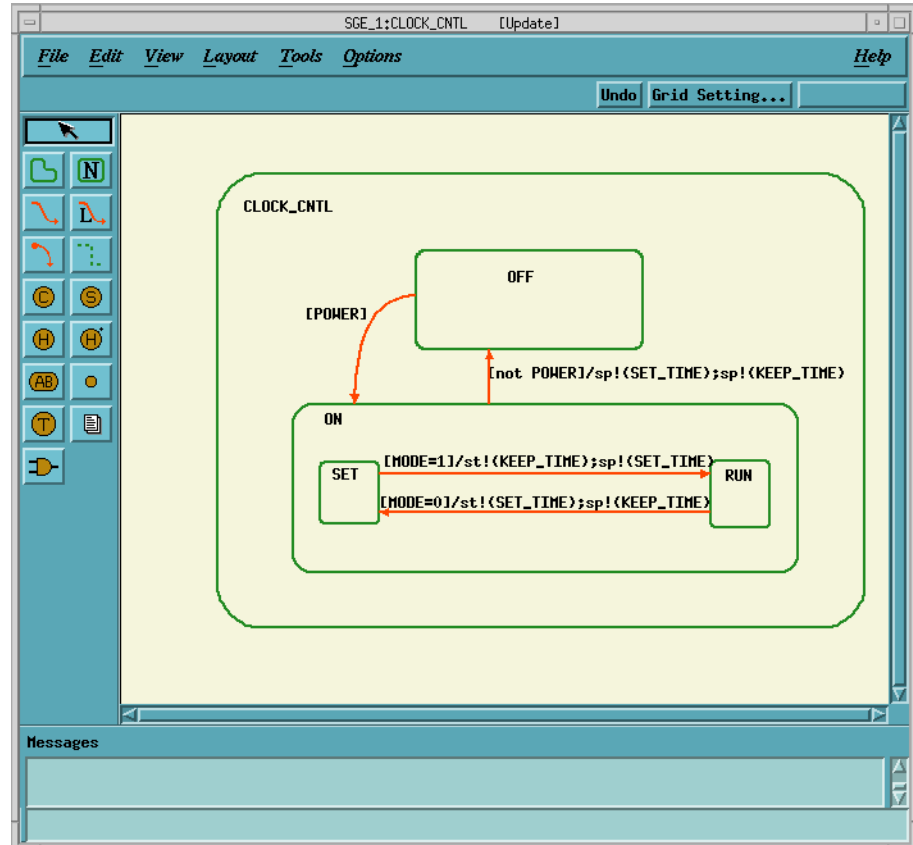 SGE_1:CLOCK_CNTL [Update]
File Edit View Layout Tools Options Help
Undo Grid Setting...
N
L
C S
H H*
AB
T
CLOCK_CNTL
OFF
[POWER]
[not POWER]/sp!(SET_TIME);sp!(KEEP_TIME)
ON
[MODE=1]/st!(KEEP_TIME);sp!(SET_TIME)
SET RUN
[MODE=0]/st!(SET_TIME);sp!(KEEP_TIME)
Messages